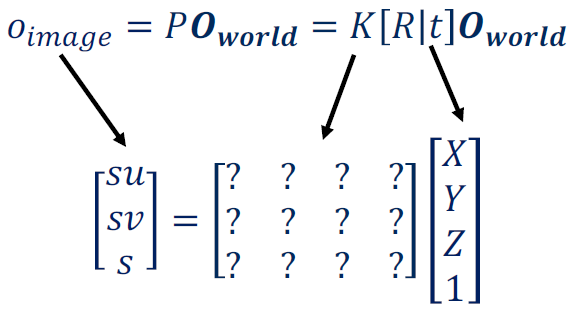 o_image = PO_world = K[R|t]O_world
[su] [? ? ? ?] [X]
[sv] = [? ? ? ?] [Y]
[s] [? ? ? ?] [Z]
[1]